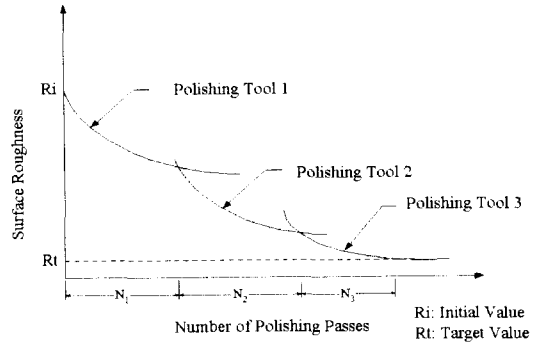 Surface Roughness
Ri
Polishing Tool 1
Polishing Tool 2
Polishing Tool 3
Rt
N₁
N₂
N₃
Number of Polishing Passes
Ri: Initial Value
Rt: Target Value